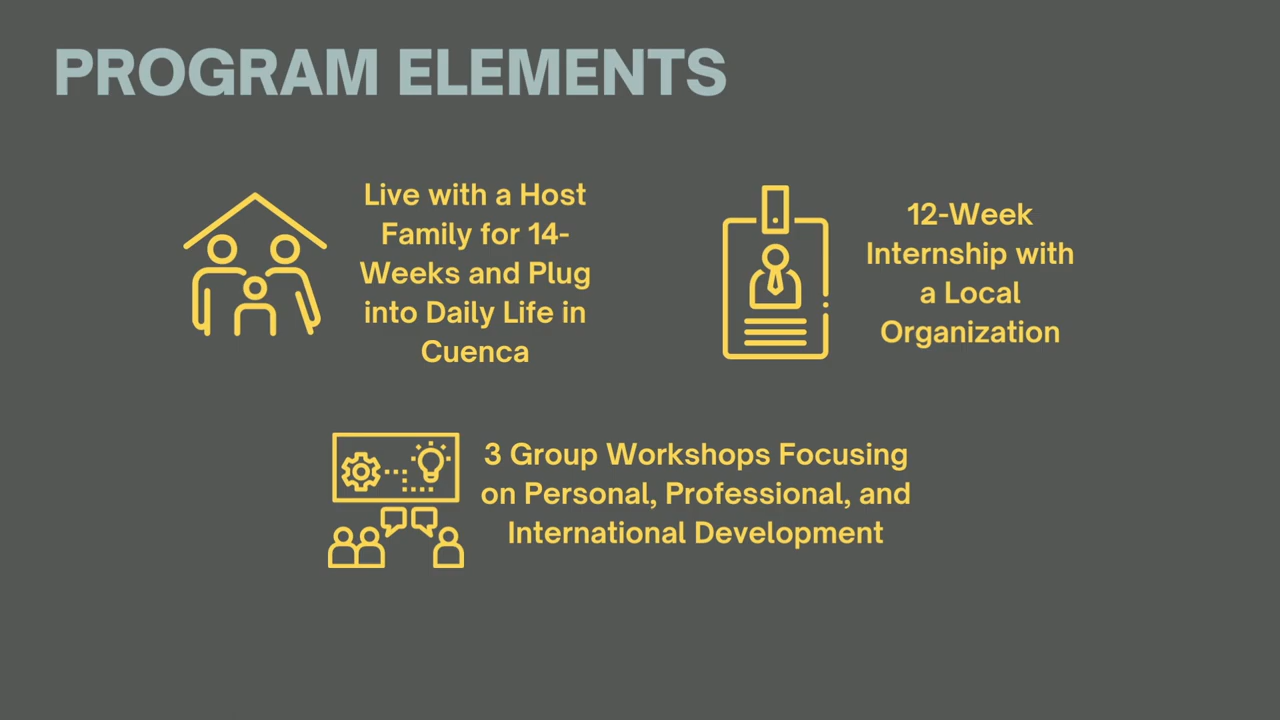 PROGRAM ELEMENTS
Live with a Host
Family for 14-
Weeks and Plug
into Daily Life in
Cuenca
12-Week
Internship with
a Local
Organization
3 Group Workshops Focusing
on Personal, Professional, and
International Development